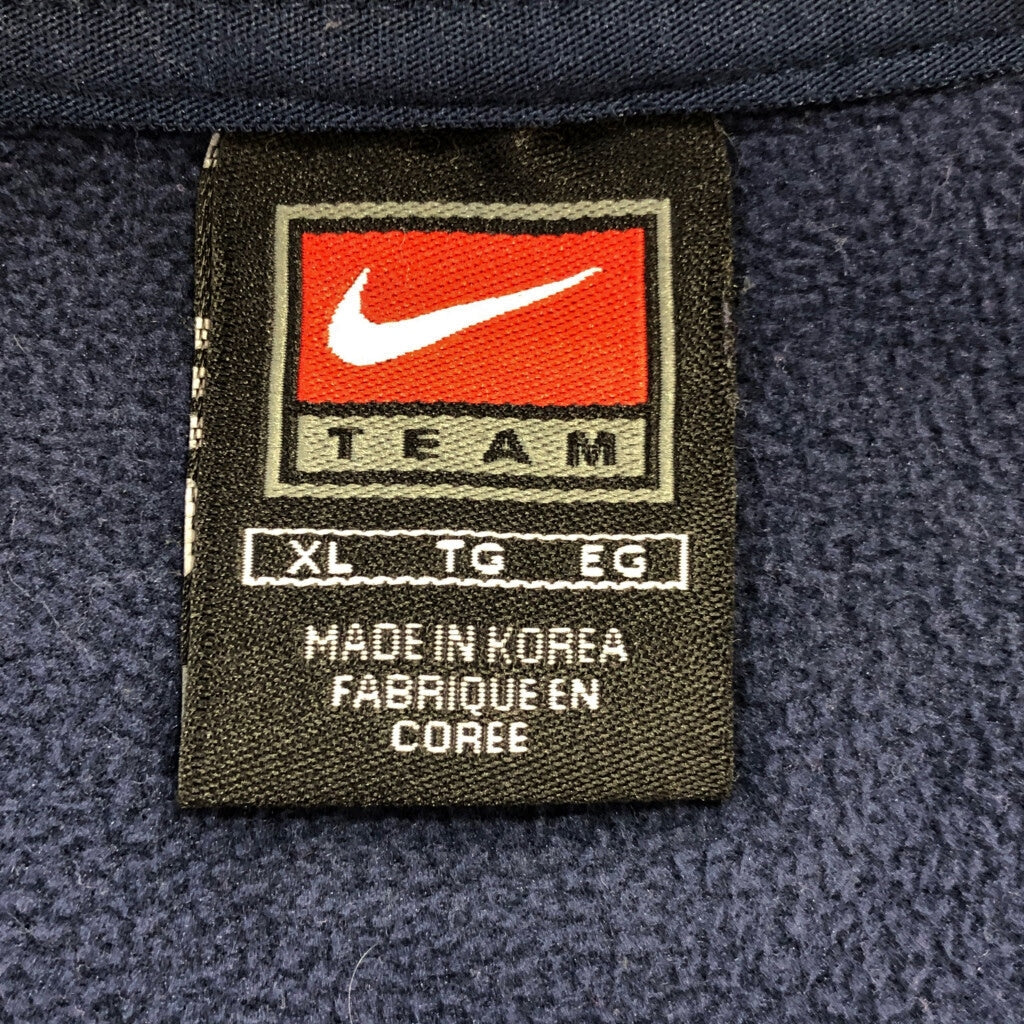 TEAM
XL TG EG
MADE IN KOREA
FABRIQUE EN
COREE